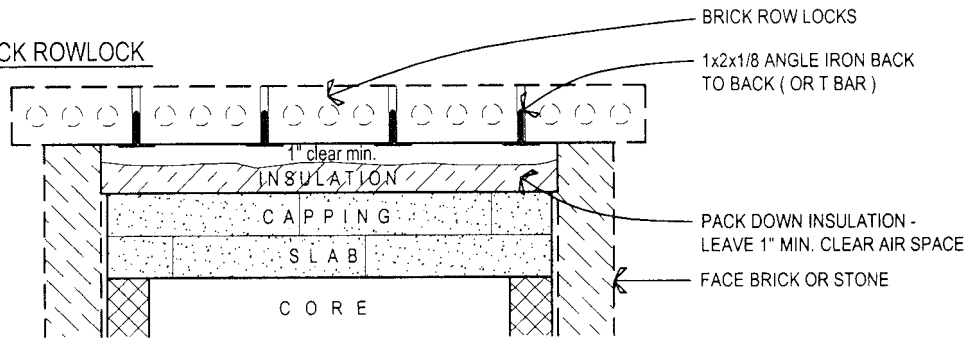 BRICK ROW LOCKS
CK ROWLOCK
1x2x1/8 ANGLE IRON BACK
TO BACK ( OR T BAR )
1" clear min.
INSULATION
CAPPING
PACK DOWN INSULATION -
LEAVE 1" MIN. CLEAR AIR SPACE
SLAB
FACE BRICK OR STONE
CORE